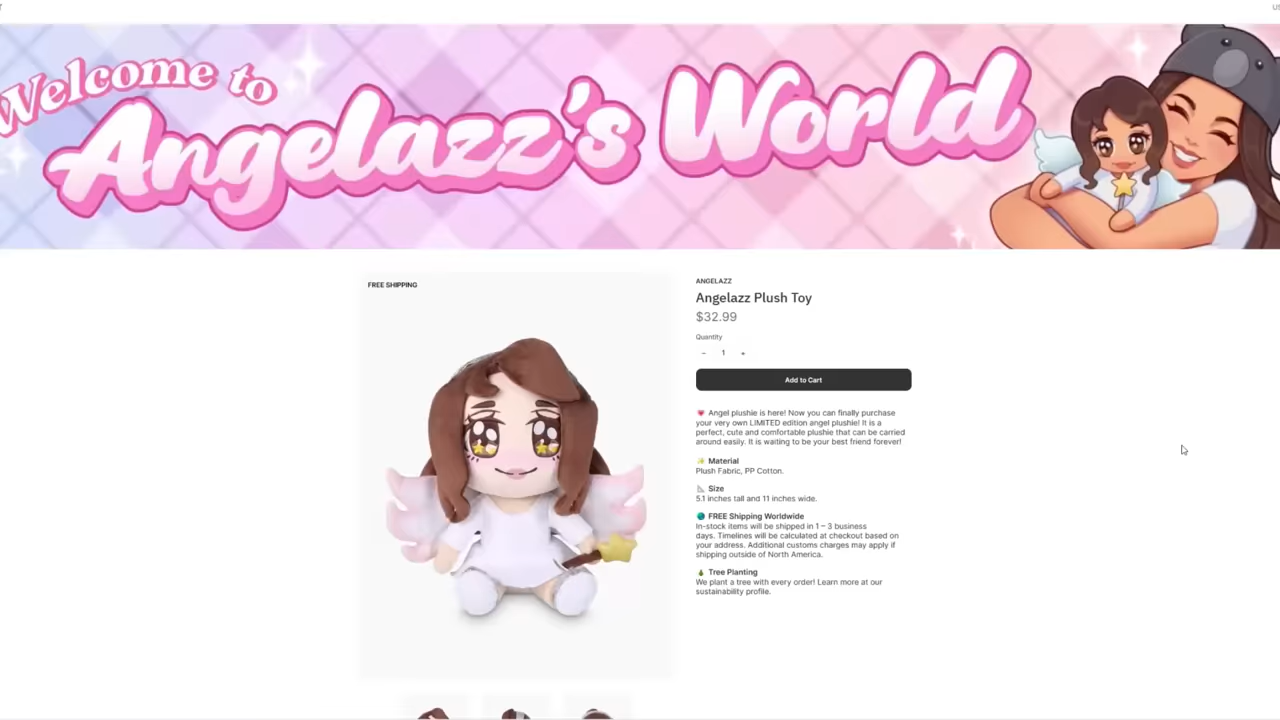 Welcome to
Angelazz's World
FREE SHIPPING
ANGELAZZ
Angelazz Plush Toy
$32.99
Quantity
− 1 +
Add to Cart
💗 Angel plushie is here! Now you can finally purchase
your very own LIMITED edition angel plushie! It is a
perfect, cute and comfortable plushie that can be carried
around easily. It is waiting to be your best friend forever!
✨ Material
Plush Fabric, PP Cotton.
📐 Size
5.1 inches tall and 11 inches wide.
🌎 FREE Shipping Worldwide
In-stock items will be shipped in 1 – 3 business
days. Timelines will be calculated at checkout based on
your address. Additional customs charges may apply if
shipping outside of North America.
🌲 Tree Planting
We plant a tree with every order! Learn more at our
sustainability profile.